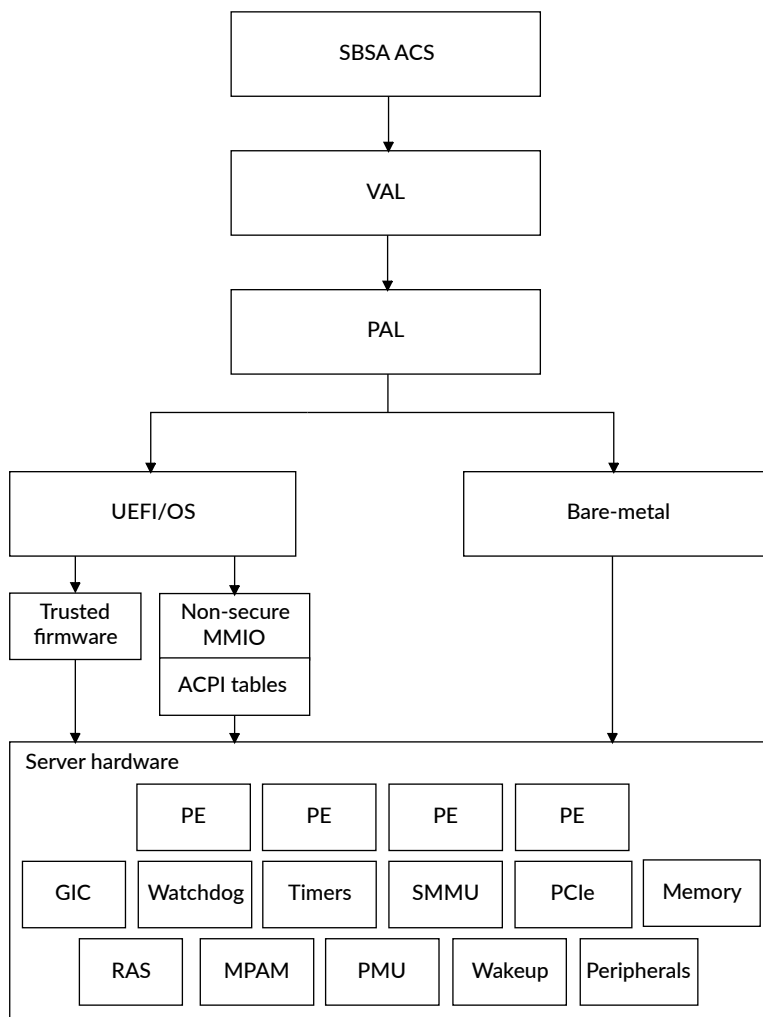 SBSA ACS
VAL
PAL
UEFI/OS
Bare-metal
Trusted
firmware
Non-secure
MMIO
ACPI tables
Server hardware
PE PE PE PE
GIC Watchdog Timers SMMU PCIe Memory
RAS MPAM PMU Wakeup Peripherals